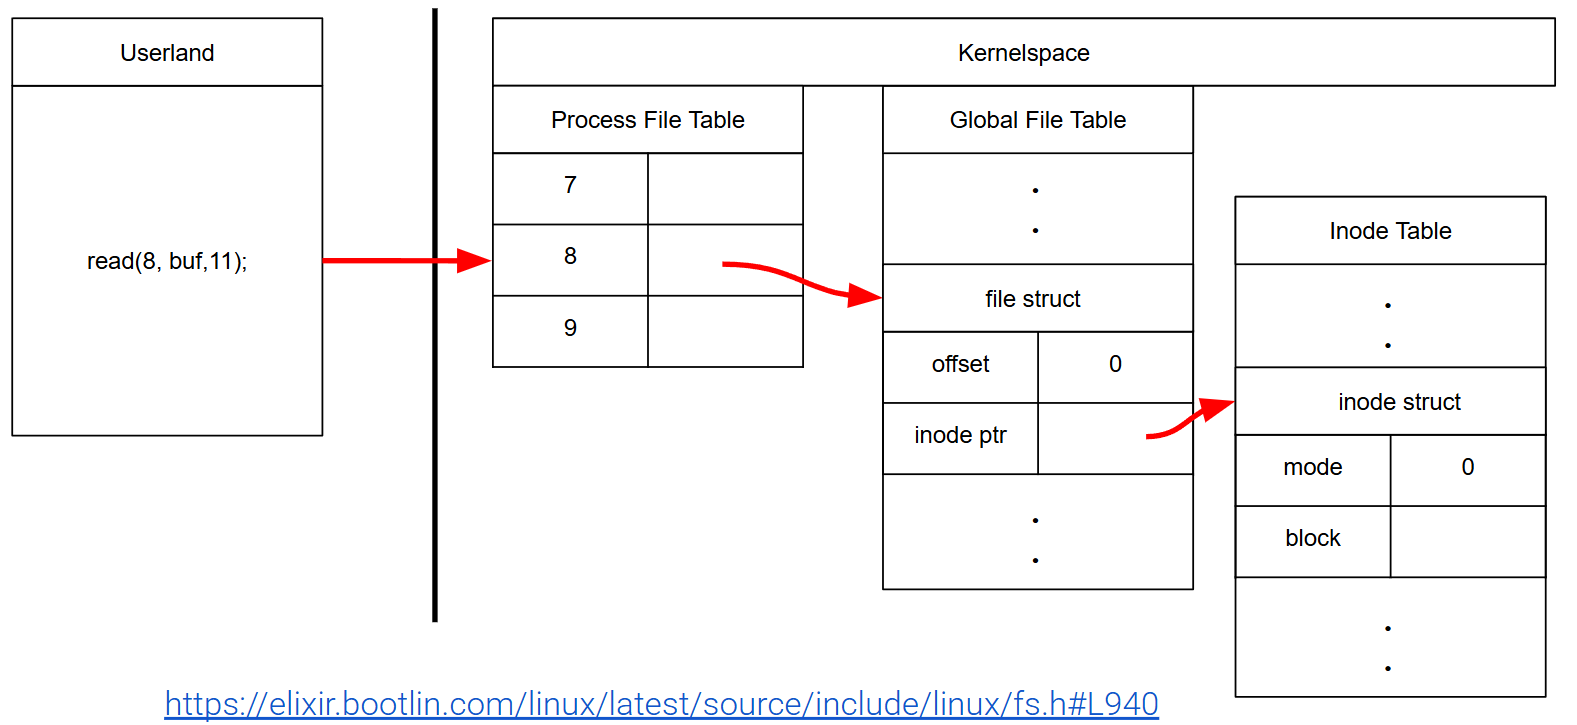 Userland
read(8, buf,11);
Kernelspace
Process File Table
7
8
9
Global File Table
.
.
file struct
offset 0
inode ptr
.
.
Inode Table
.
.
inode struct
mode 0
block
.
.
https://elixir.bootlin.com/linux/latest/source/include/linux/fs.h#L940